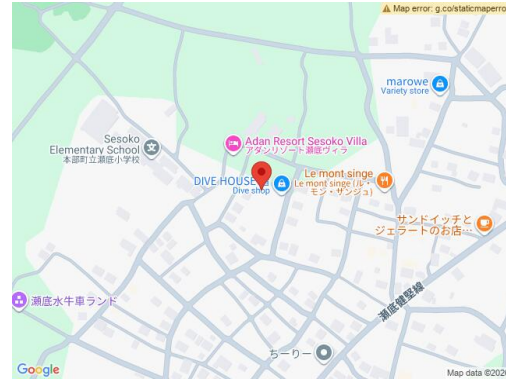 Map error: g.co/staticmaperro
marowe
Variety store
Sesoko
Elementary School
本部町立瀬底小学校
Adan Resort Sesoko Villa
アダンリゾート瀬底ヴィラ
DIVE HOUSE
Dive shop
Le mont singe
Le mont singe (ル・
モン・サンジュ)
サンドイッチと
ジェラートのお店…
瀬底健堅線
瀬底水牛車ランド
ちーりー
Google
Map data ©202